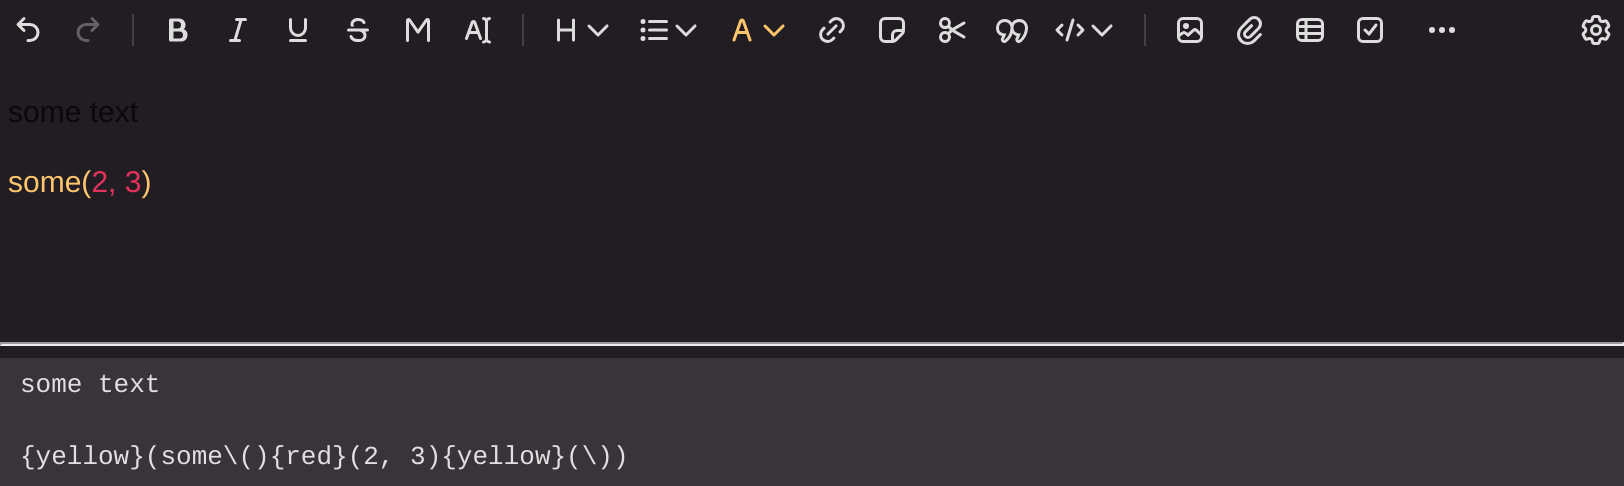 B I U S M A H A
some text
some(2, 3)
some text
{yellow}(some\(){red}(2, 3){yellow}(\))